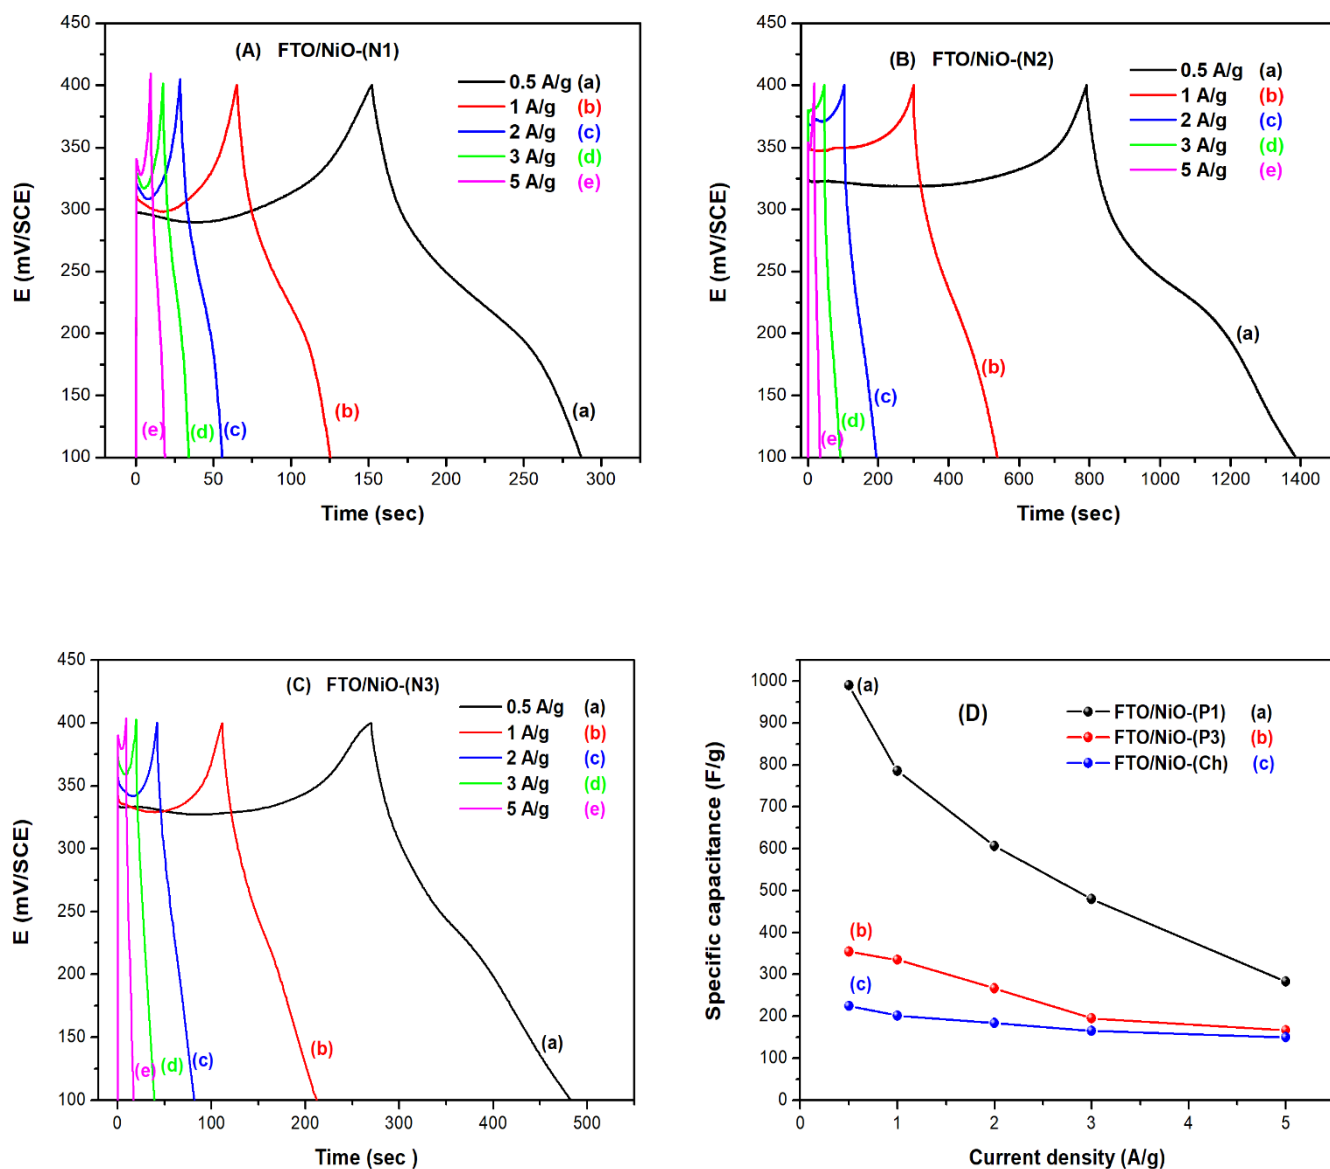 (A) FTO/NiO-(N1)
0.5 A/g (a)
1 A/g (b)
2 A/g (c)
3 A/g (d)
5 A/g (e)
E (mV/SCE)
450
400
350
300
250
200
150
100
(e)
(d)
(c)
(b)
(a)
0 50 100 150 200 250 300
Time (sec)
(B) FTO/NiO-(N2)
0.5 A/g (a)
1 A/g (b)
2 A/g (c)
3 A/g (d)
5 A/g (e)
E (mV/SCE)
450
400
350
300
250
200
150
100
(a)
(b)
(c)
(d)
(e)
0 200 400 600 800 1000 1200 1400
Time (sec)
(C) FTO/NiO-(N3)
0.5 A/g (a)
1 A/g (b)
2 A/g (c)
3 A/g (d)
5 A/g (e)
E (mV/SCE)
450
400
350
300
250
200
150
100
(e)
(d)
(c)
(b)
(a)
0 100 200 300 400 500
Time (sec )
(D)
FTO/NiO-(P1) (a)
FTO/NiO-(P3) (b)
FTO/NiO-(Ch) (c)
Specific capacitance (F/g)
1000
900
800
700
600
500
400
300
200
100
0
(a)
(b)
(c)
0 1 2 3 4 5
Current density (A/g)